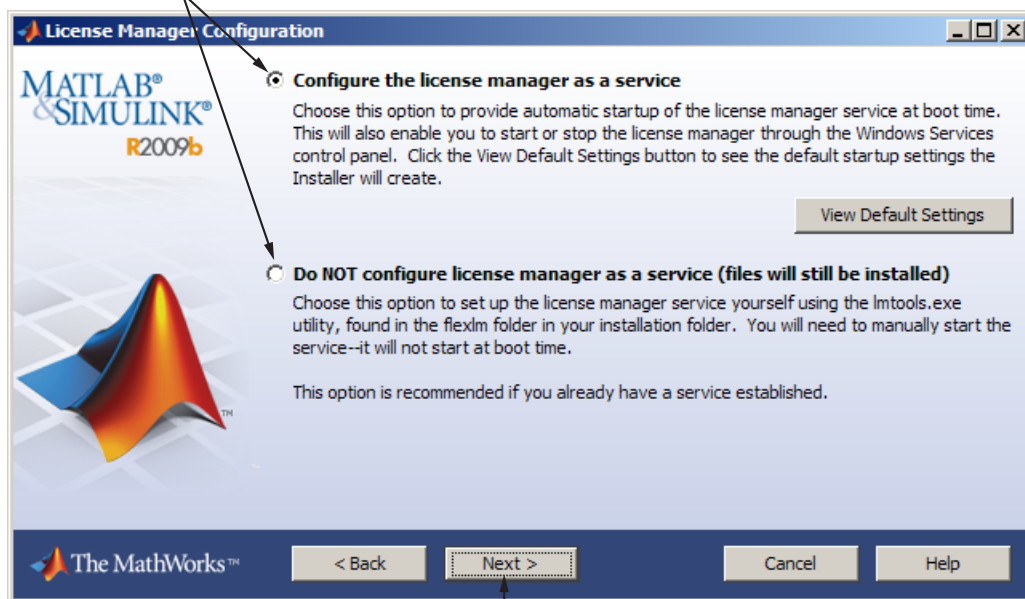 License Manager Configuration
MATLAB®
&SIMULINK®
R2009b
Configure the license manager as a service
Choose this option to provide automatic startup of the license manager service at boot time.
This will also enable you to start or stop the license manager through the Windows Services
control panel. Click the View Default Settings button to see the default startup settings the
Installer will create.
View Default Settings
Do NOT configure license manager as a service (files will still be installed)
Choose this option to set up the license manager service yourself using the lmtools.exe
utility, found in the flexlm folder in your installation folder. You will need to manually start the
service--it will not start at boot time.
This option is recommended if you already have a service established.
TM
The MathWorks™
< Back
Next >
Cancel
Help